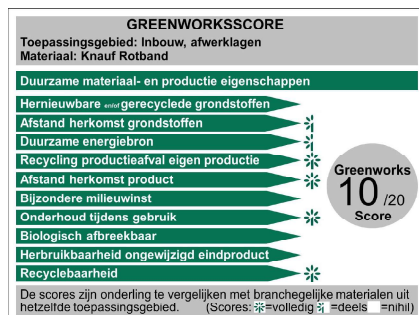 GREENWORKSSCORE
Toepassingsgebied: Inbouw, afwerklagen
Materiaal: Knauf Rotband
Duurzame materiaal- en productie eigenschappen
Hernieuwbare en/of gerecyclede grondstoffen
Afstand herkomst grondstoffen
Duurzame energiebron
Recycling productieafval eigen productie
Afstand herkomst product
Bijzondere milieuwinst
Onderhoud tijdens gebruik
Biologisch afbreekbaar
Herbruikbaarheid ongewijzigd eindproduct
Recyclebaarheid
Greenworks
10/20
Score
De scores zijn onderling te vergelijken met branchegelijke materialen uit
hetzelfde toepassingsgebied. (Scores: =volledig =deels =nihil)